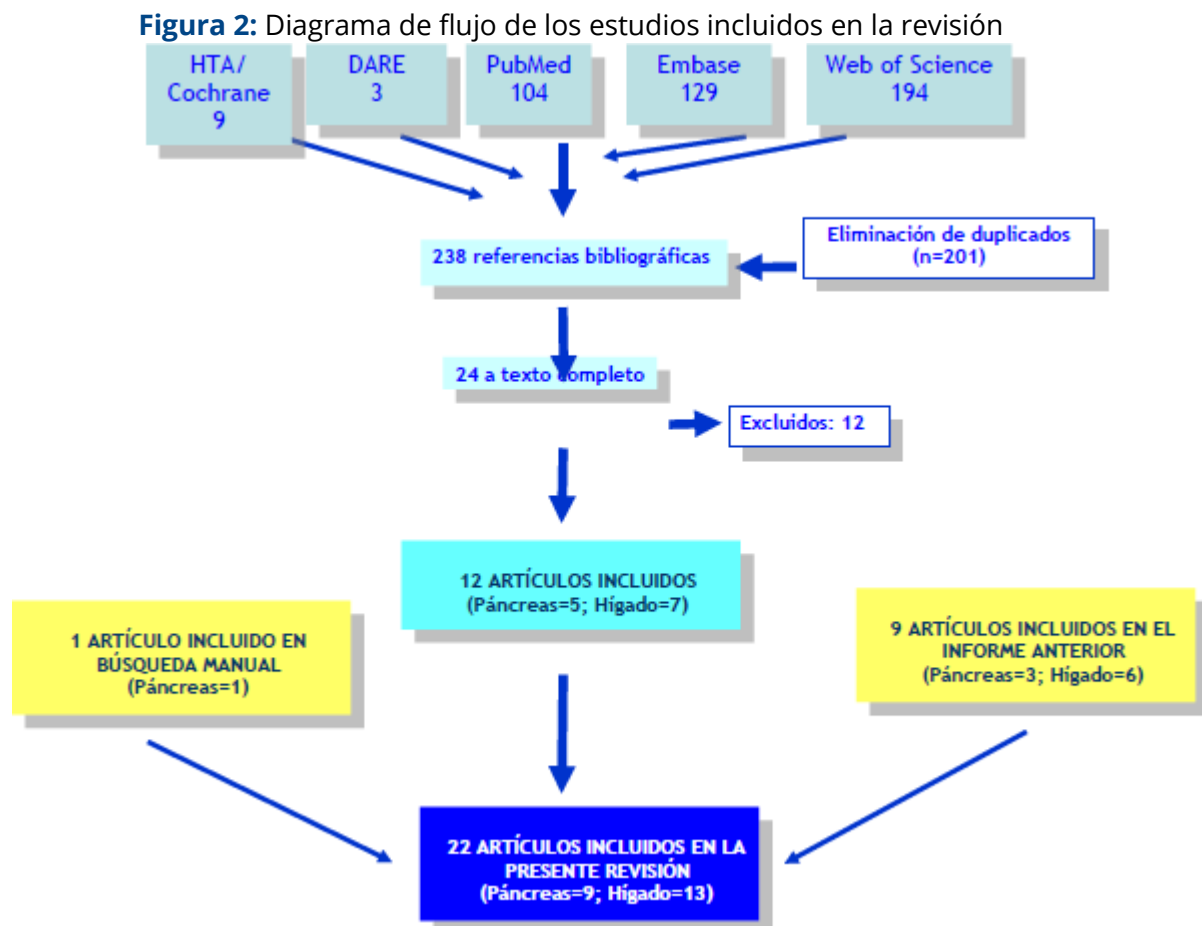 Figura 2: Diagrama de flujo de los estudios incluidos en la revisión
HTA/
Cochrane
9
DARE
3
PubMed
104
Embase
129
Web of Science
194
238 referencias bibliográficas
Eliminación de duplicados
(n=201)
24 a texto completo
Excluidos: 12
12 ARTÍCULOS INCLUIDOS
(Páncreas=5; Hígado=7)
1 ARTÍCULO INCLUIDO EN
BÚSQUEDA MANUAL
(Páncreas=1)
9 ARTÍCULOS INCLUIDOS EN EL
INFORME ANTERIOR
(Páncreas=3; Hígado=6)
22 ARTÍCULOS INCLUIDOS EN LA
PRESENTE REVISIÓN
(Páncreas=9; Hígado=13)